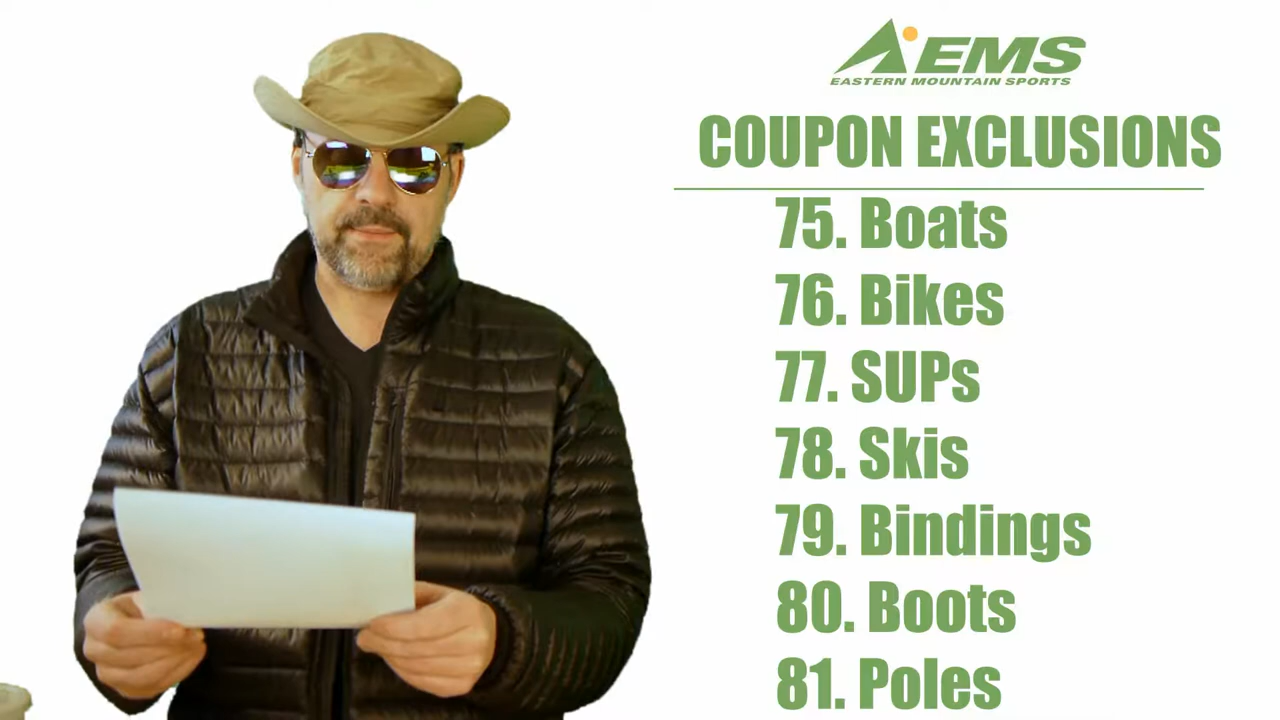 EMS
EASTERN MOUNTAIN SPORTS
COUPON EXCLUSIONS
75. Boats
76. Bikes
77. SUPs
78. Skis
79. Bindings
80. Boots
81. Poles